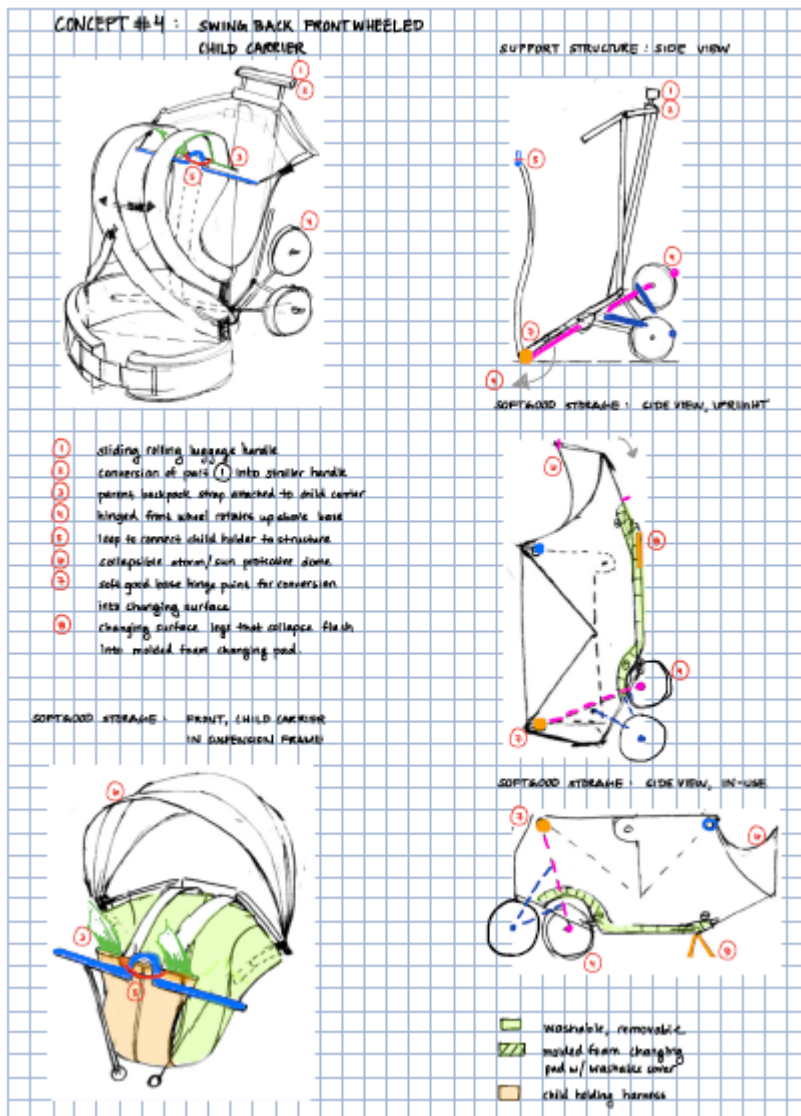 CONCEPT #4 : SWING BACK FRONT WHEELED
CHILD CARRIER
SUPPORT STRUCTURE : SIDE VIEW
1
2
3
5
4
1
2
5
4
7
4
SOFTGOOD STORAGE : SIDE VIEW, UPRIGHT
1 sliding rolling luggage handle
2 conversion of part 1 into stroller handle
3 parent backpack strap attached to child carrier
4 hinged front wheel rotates up above base
5 loop to connect child holder to structure
6 collapsible storm/sun protective dome
7 soft good base hinge point for conversion
into changing surface
8 changing surface legs that collapse flush
into molded foam changing pad.
6
8
4
7
SOFTGOOD STORAGE : FRONT, CHILD CARRIER
IN SUSPENSION FRAME
6
3
5
SOFTGOOD STORAGE : SIDE VIEW, IN-USE
7
6
4
8
washable, removable
molded foam changing
pad w/ washable cover
child holding harness